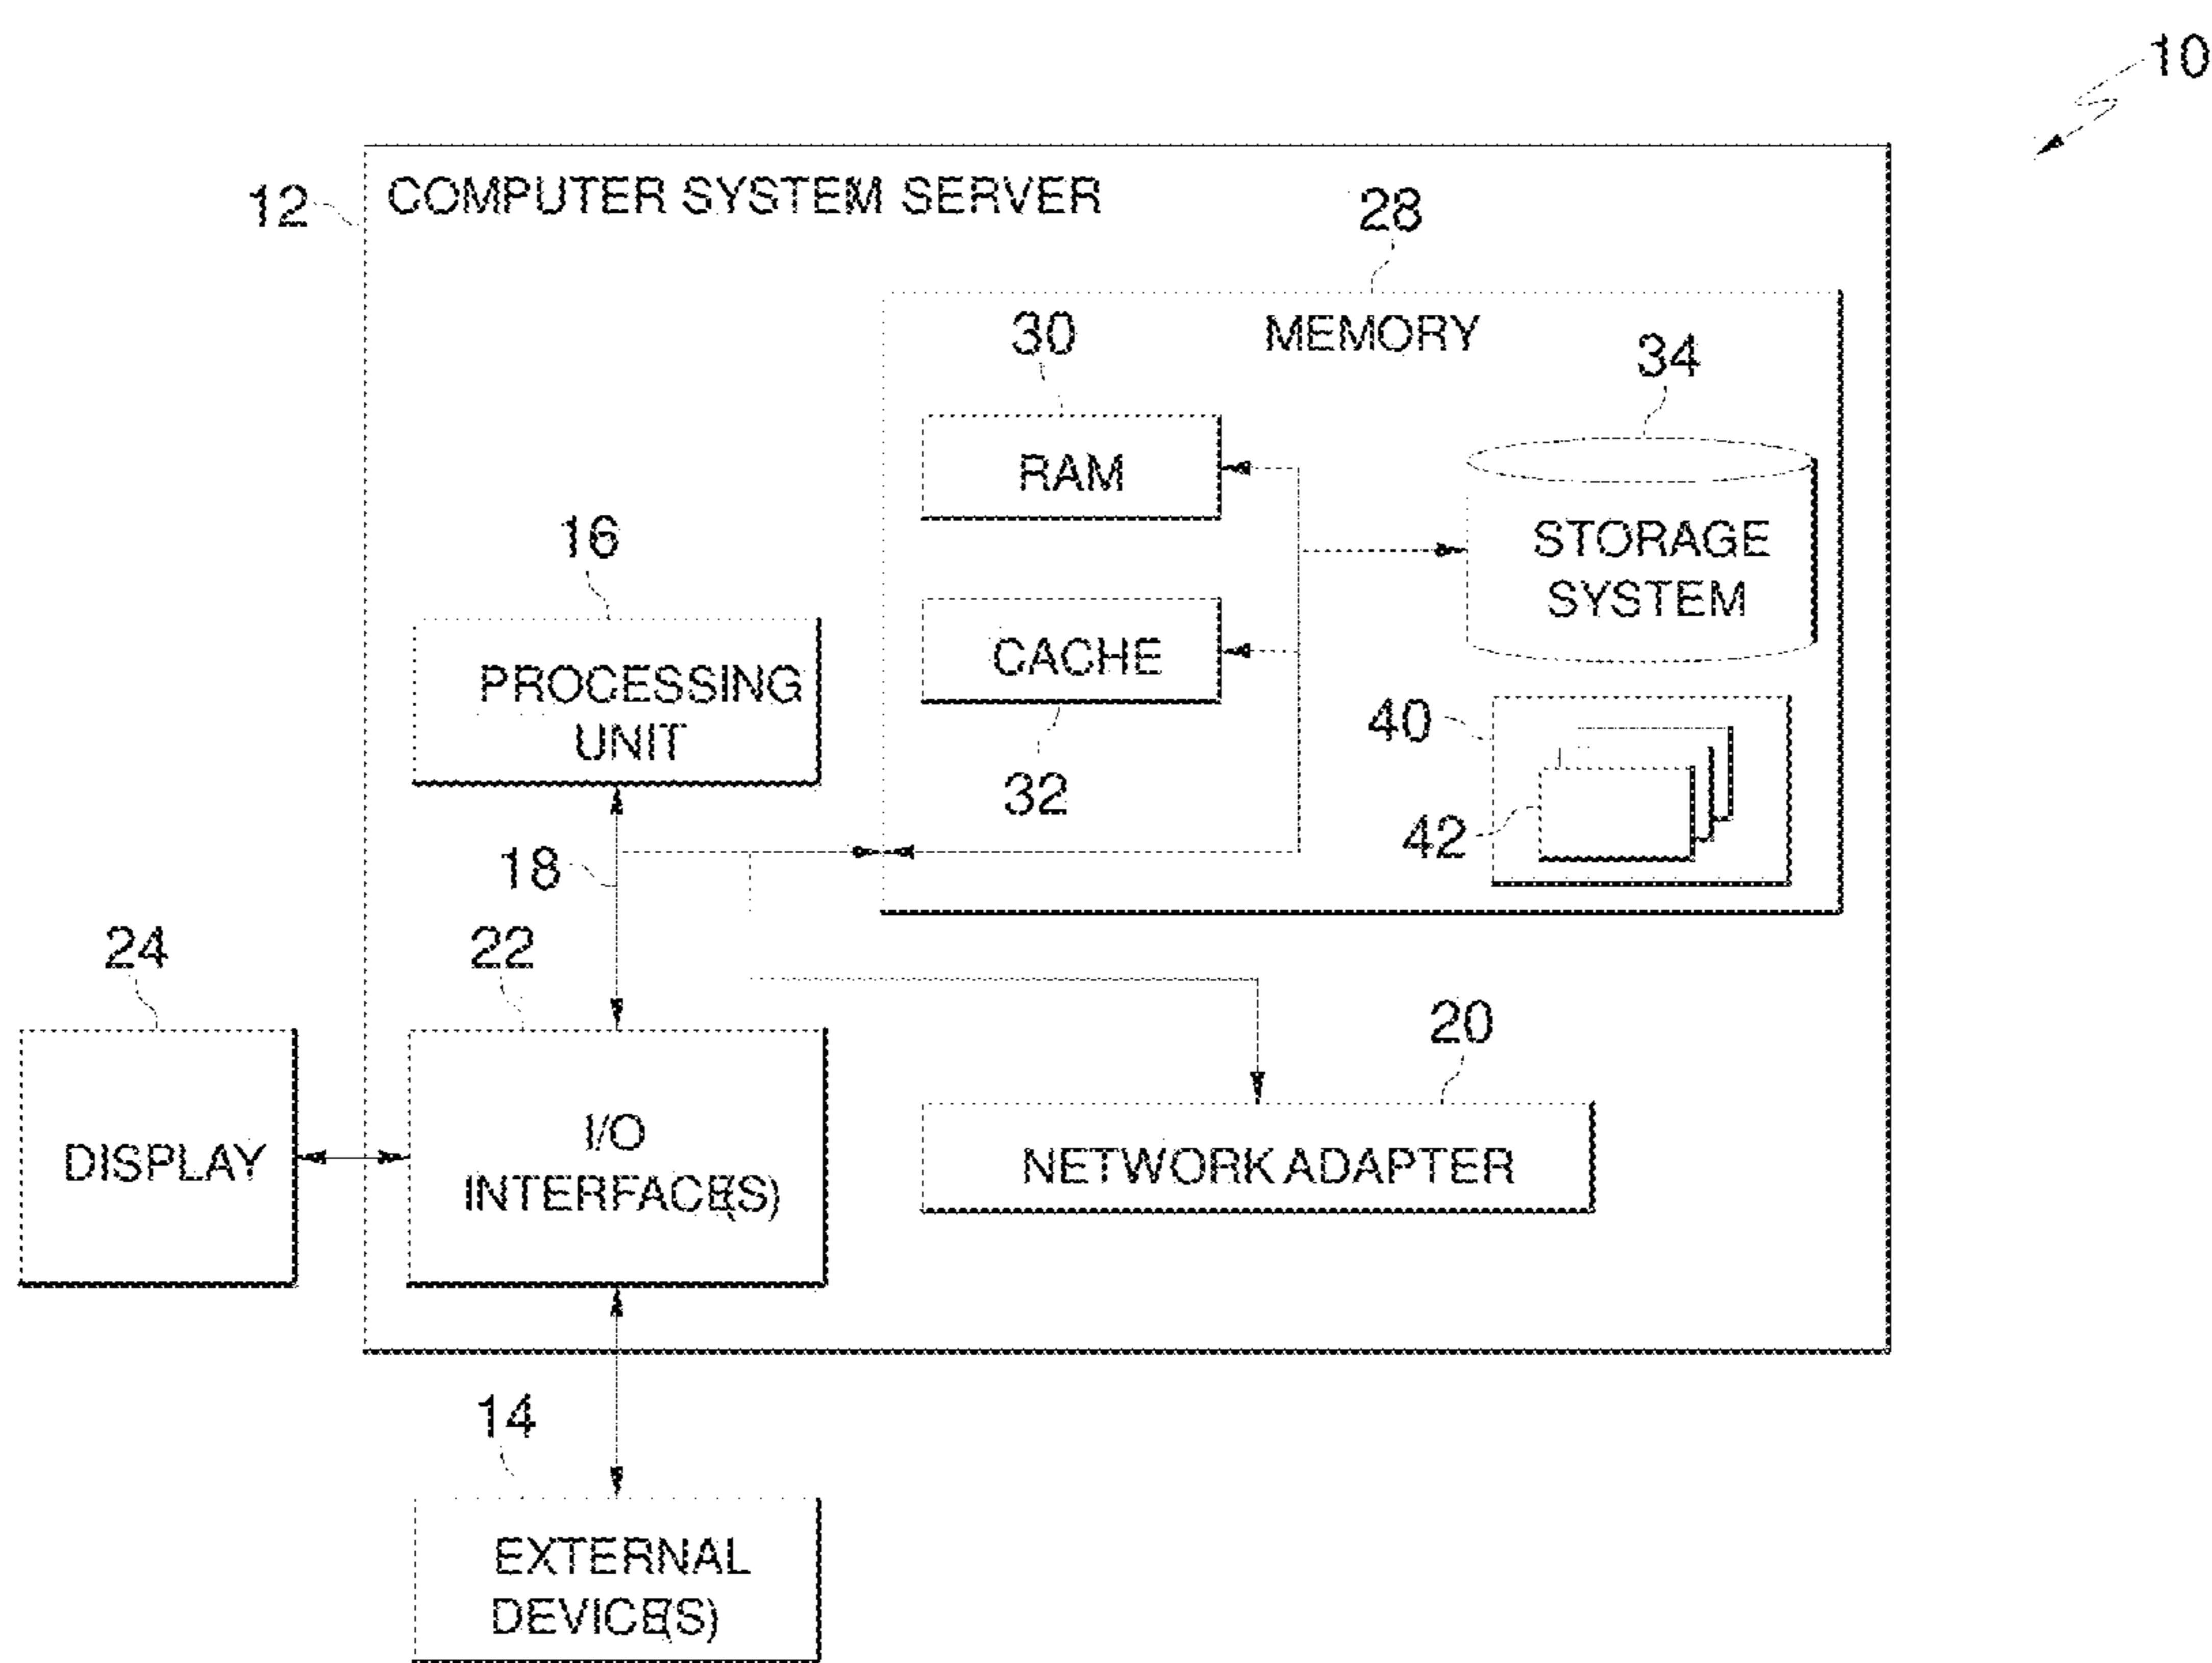 10
12
COMPUTER SYSTEM SERVER
28
MEMORY
30
34
RAM
STORAGE
SYSTEM
16
CACHE
PROCESSING
UNIT
32
40
42
18
24
22
20
DISPLAY
I/O
INTERFACE(S)
NETWORK ADAPTER
14
EXTERNAL
DEVICE(S)